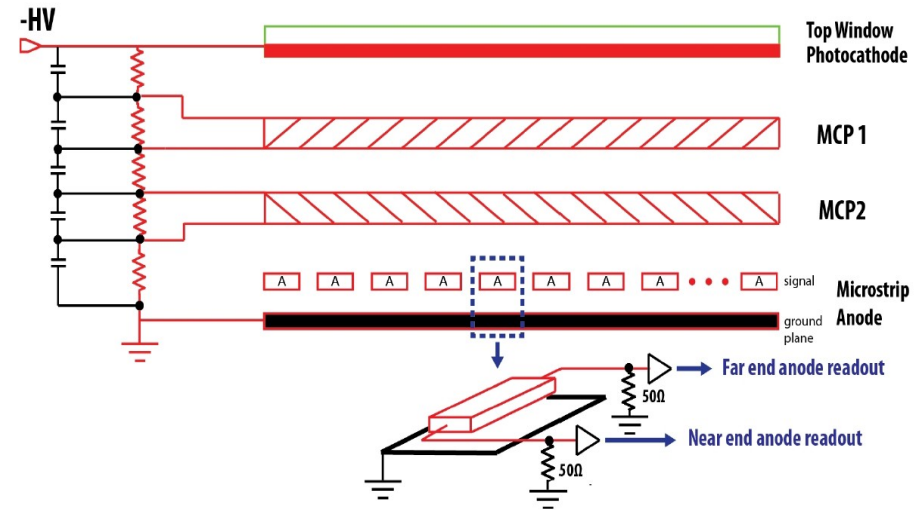 -HV
Top Window
Photocathode
MCP 1
MCP2
A A A A A A A A A
signal
Microstrip
Anode
ground
plane
50Ω
Far end anode readout
50Ω
Near end anode readout